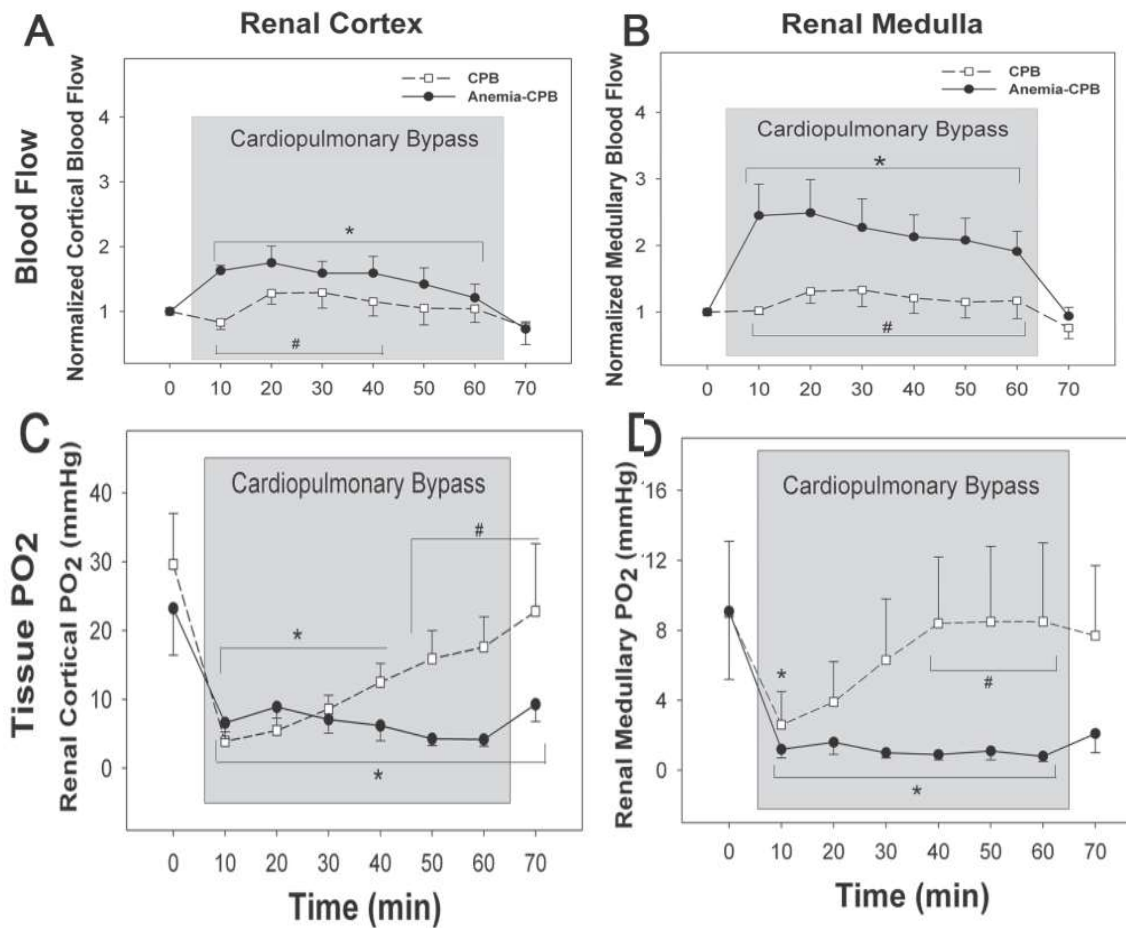 A
Renal Cortex
B
Renal Medulla
Blood Flow
Normalized Cortical Blood Flow
4
3
2
1
CPB
Anemia-CPB
Cardiopulmonary Bypass
*
#
0 10 20 30 40 50 60 70
Normalized Medullary Blood Flow
4
3
2
1
CPB
Anemia-CPB
Cardiopulmonary Bypass
*
#
0 10 20 30 40 50 60 70
C
Tissue PO2
Renal Cortical PO2 (mmHg)
40
30
20
10
0
Cardiopulmonary Bypass
#
*
*
0 10 20 30 40 50 60 70
Time (min)
D
Renal Medullary PO2 (mmHg)
16
12
8
4
0
Cardiopulmonary Bypass
*
#
*
0 10 20 30 40 50 60 70
Time (min)